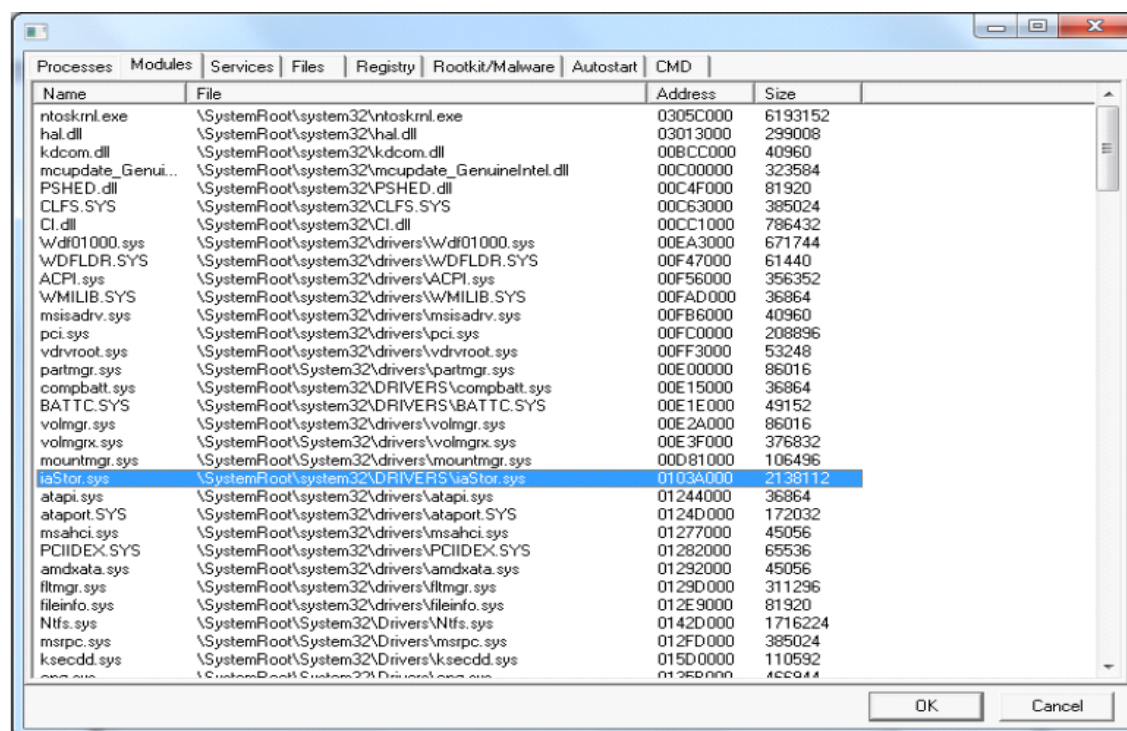 Processes Modules Services Files Registry Rootkit/Malware Autostart CMD
Name File Address Size
ntoskrnl.exe \SystemRoot\system32\ntoskrnl.exe 0305C000 6193152
hal.dll \SystemRoot\system32\hal.dll 03013000 299008
kdcom.dll \SystemRoot\system32\kdcom.dll 00BCC000 40960
mcupdate_Genui... \SystemRoot\system32\mcupdate_GenuineIntel.dll 00C00000 323584
PSHED.dll \SystemRoot\system32\PSHED.dll 00C4F000 81920
CLFS.SYS \SystemRoot\system32\CLFS.SYS 00C63000 385024
CI.dll \SystemRoot\system32\CI.dll 00CC1000 786432
Wdf01000.sys \SystemRoot\system32\drivers\Wdf01000.sys 00EA3000 671744
WDFLDR.SYS \SystemRoot\system32\drivers\WDFLDR.SYS 00F47000 61440
ACPI.sys \SystemRoot\system32\drivers\ACPI.sys 00F56000 356352
WMILIB.SYS \SystemRoot\system32\drivers\WMILIB.SYS 00FAD000 36864
msisadrv.sys \SystemRoot\system32\drivers\msisadrv.sys 00FB6000 40960
pci.sys \SystemRoot\system32\drivers\pci.sys 00FC0000 208896
vdrvroot.sys \SystemRoot\system32\drivers\vdrvroot.sys 00FF3000 53248
partmgr.sys \SystemRoot\System32\drivers\partmgr.sys 00E00000 86016
compbatt.sys \SystemRoot\system32\DRIVERS\compbatt.sys 00E15000 36864
BATTC.SYS \SystemRoot\system32\DRIVERS\BATTC.SYS 00E1E000 49152
volmgr.sys \SystemRoot\system32\drivers\volmgr.sys 00E2A000 86016
volmgrx.sys \SystemRoot\System32\drivers\volmgrx.sys 00E3F000 376832
mountmgr.sys \SystemRoot\System32\drivers\mountmgr.sys 00D81000 106496
iaStor.sys \SystemRoot\system32\DRIVERS\iaStor.sys 0103A000 2138112
atapi.sys \SystemRoot\system32\drivers\atapi.sys 01244000 36864
ataport.SYS \SystemRoot\system32\drivers\ataport.SYS 0124D000 172032
msahci.sys \SystemRoot\system32\drivers\msahci.sys 01277000 45056
PCIIDEX.SYS \SystemRoot\system32\drivers\PCIIDEX.SYS 01282000 65536
amdxata.sys \SystemRoot\system32\drivers\amdxata.sys 01292000 45056
fltmgr.sys \SystemRoot\system32\drivers\fltmgr.sys 0129D000 311296
fileinfo.sys \SystemRoot\system32\drivers\fileinfo.sys 012E9000 81920
Ntfs.sys \SystemRoot\System32\Drivers\Ntfs.sys 0142D000 1716224
msrpc.sys \SystemRoot\System32\Drivers\msrpc.sys 012FD000 385024
ksecdd.sys \SystemRoot\System32\Drivers\ksecdd.sys 015D0000 110592
OK Cancel